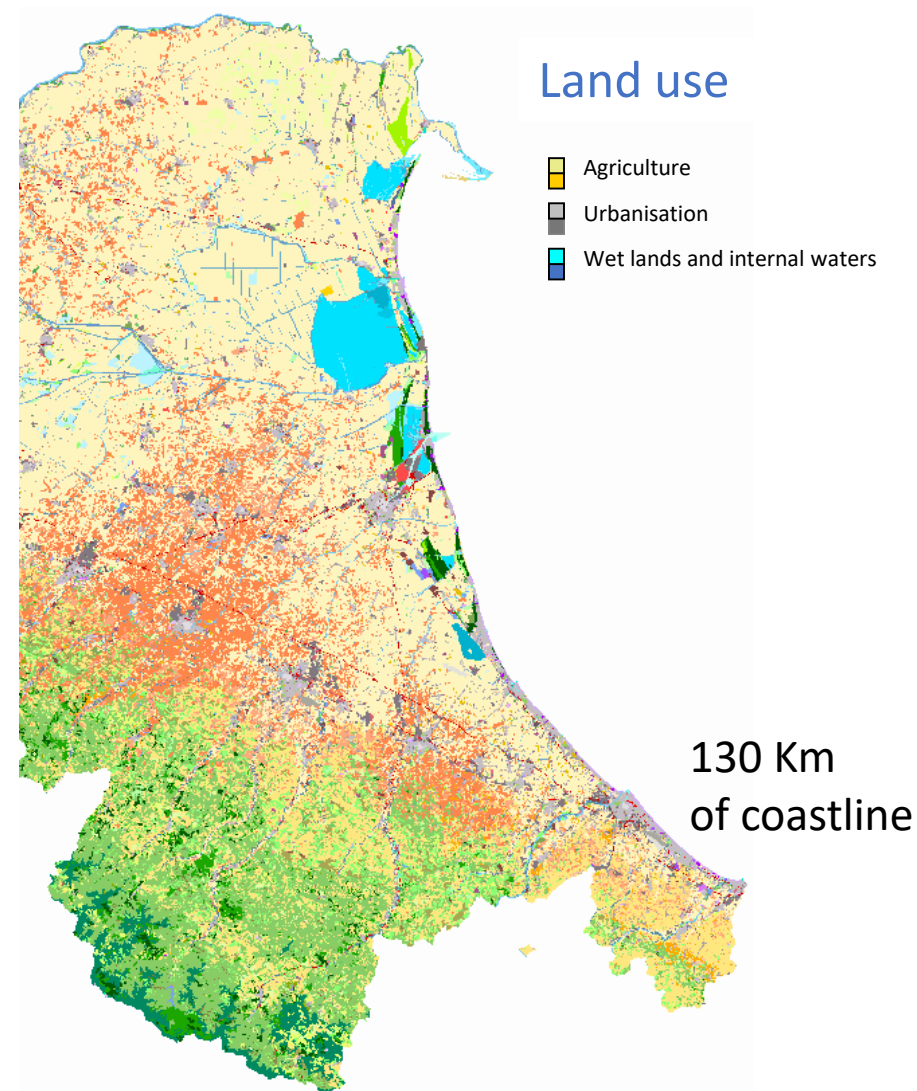 Land use
Agriculture
Urbanisation
Wet lands and internal waters
130 Km
of coastline